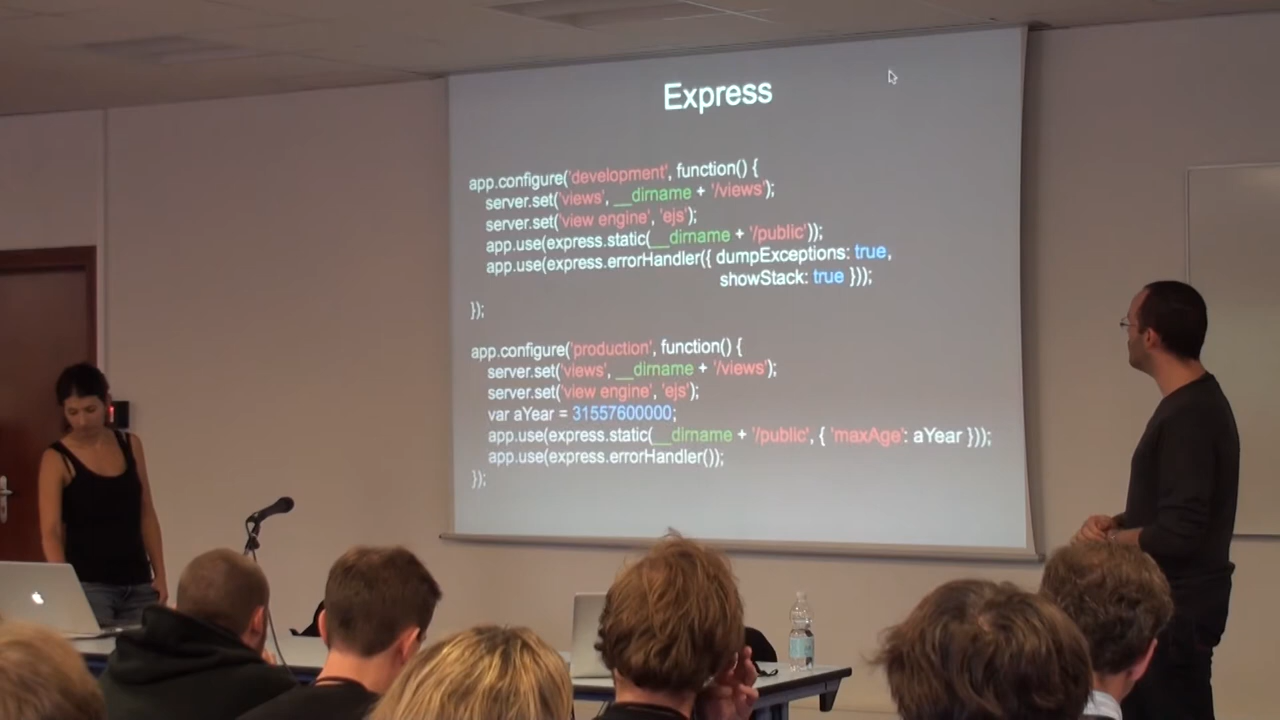 Express
app.configure('development', function() {
server.set('views', __dirname + '/views');
server.set('view engine', 'ejs');
app.use(express.static(__dirname + '/public'));
app.use(express.errorHandler({ dumpExceptions: true,
showStack: true }));
});
app.configure('production', function() {
server.set('views', __dirname + '/views');
server.set('view engine', 'ejs');
var aYear = 31557600000;
app.use(express.static(__dirname + '/public', { 'maxAge': aYear }));
app.use(express.errorHandler());
});